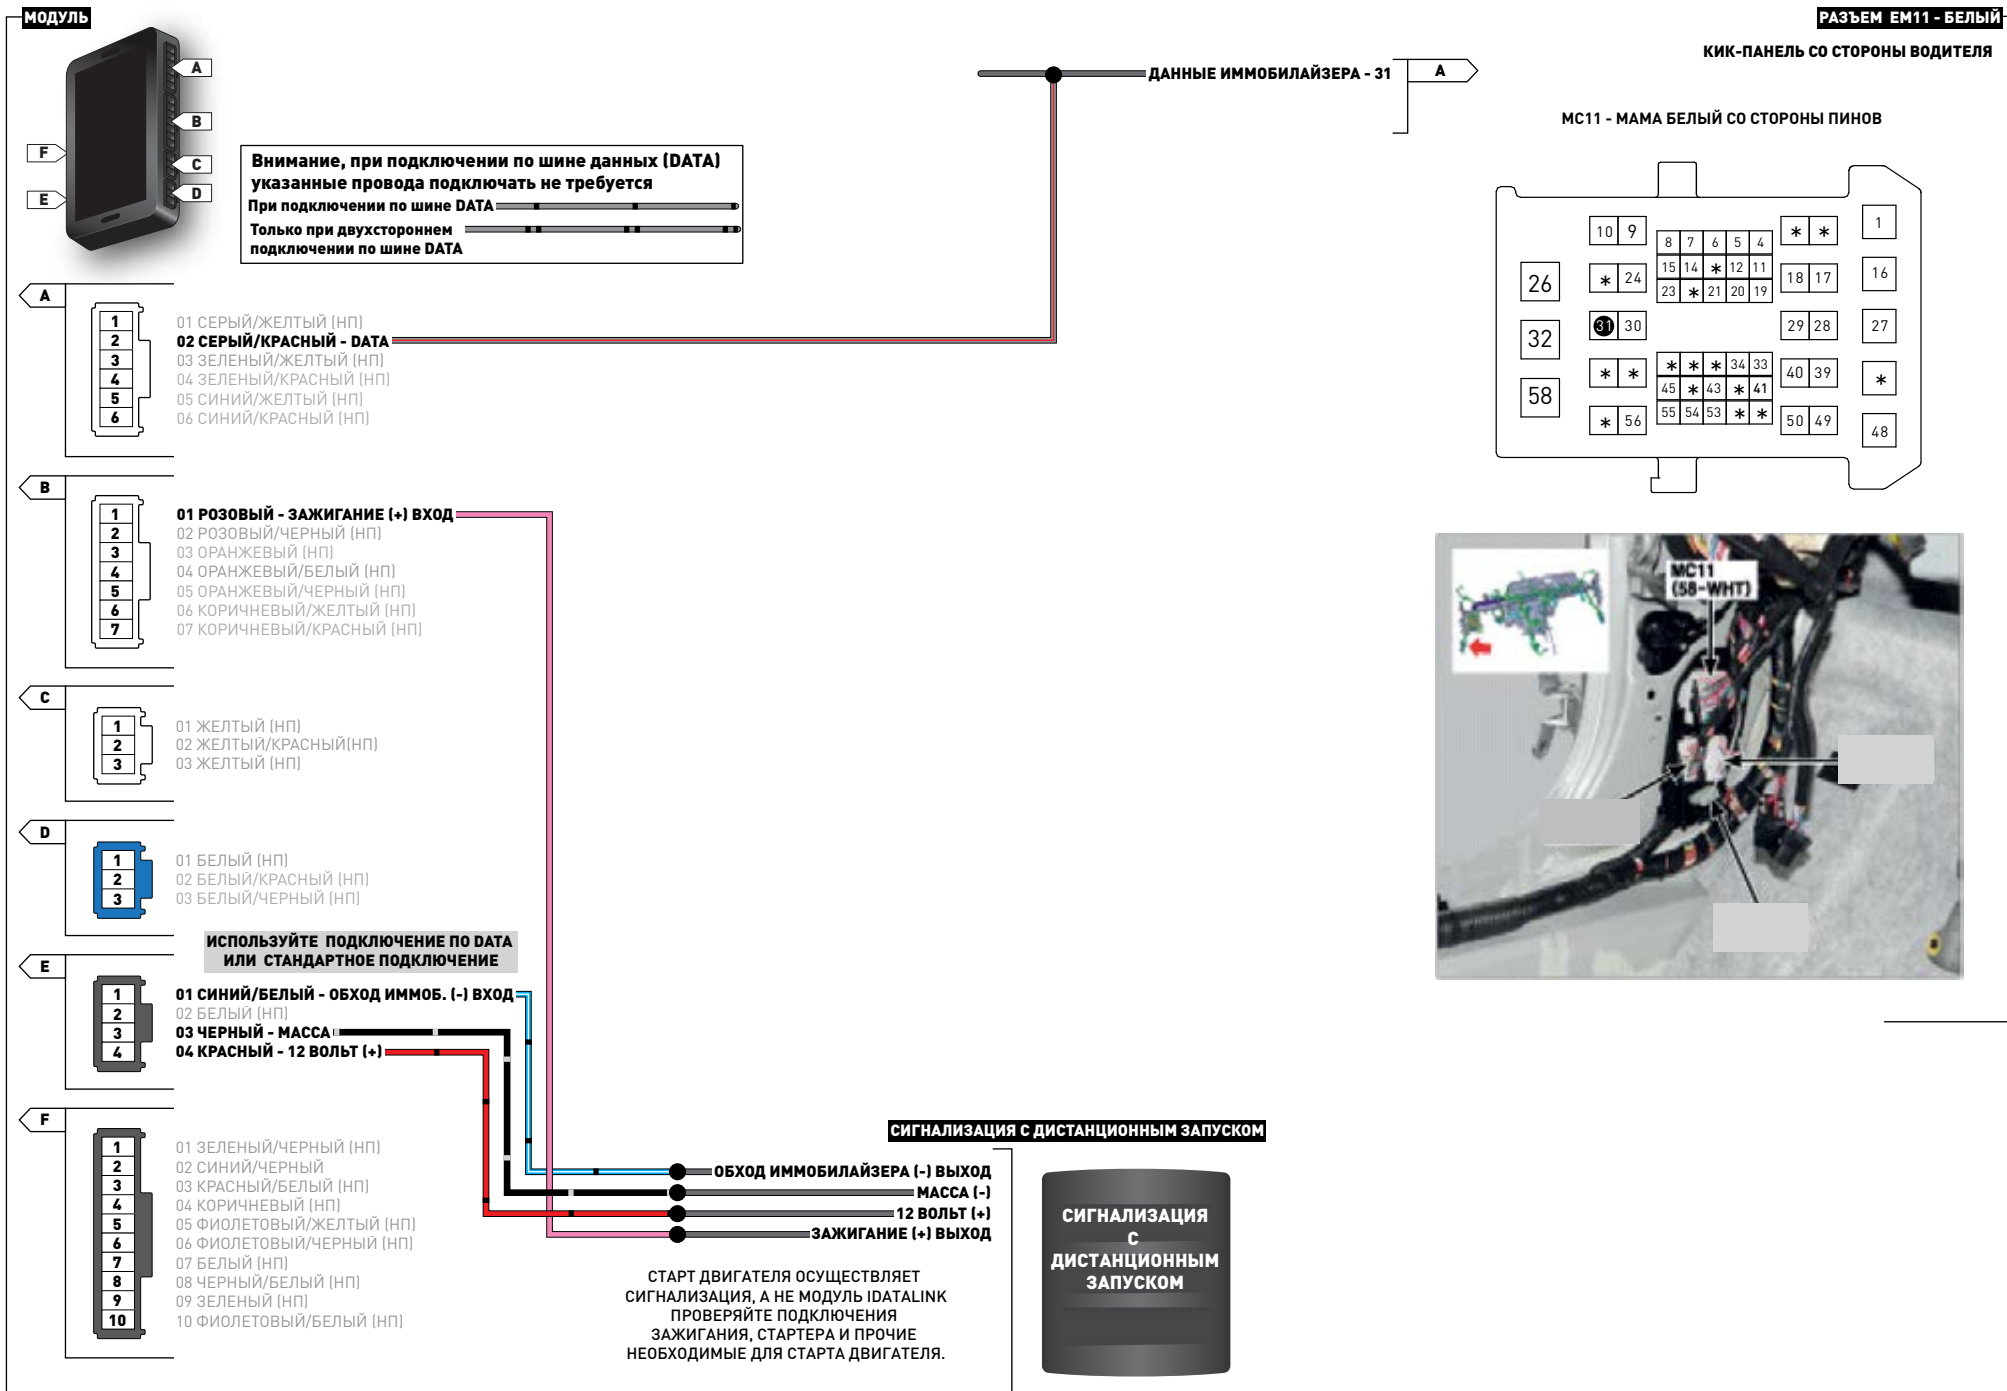 МОДУЛЬ
A
B
C
D
F
E
Внимание, при подключении по шине данных (DATA)
указанные провода подключать не требуется
При подключении по шине DATA
Только при двухстороннем
подключении по шине DATA
ДАННЫЕ ИММОБИЛАЙЗЕРА - 31
A
РАЗЪЕМ EM11 - БЕЛЫЙ
КИК-ПАНЕЛЬ СО СТОРОНЫ ВОДИТЕЛЯ
МС11 - МАМА БЕЛЫЙ СО СТОРОНЫ ПИНОВ
10 9 8 7 6 5 4 * * 1
26 * 24 15 14 * 12 11 18 17 16
23 * 21 20 19
32 31 30 29 28 27
58 * * * * * 34 33 40 39 *
45 * 43 * 41
* 56 55 54 53 * * 50 49 48
MC11
(58-WHT)
A
1 01 СЕРЫЙ/ЖЕЛТЫЙ (НП)
2 02 СЕРЫЙ/КРАСНЫЙ - DATA
3 03 ЗЕЛЕНЫЙ/ЖЕЛТЫЙ (НП)
4 04 ЗЕЛЕНЫЙ/КРАСНЫЙ (НП)
5 05 СИНИЙ/ЖЕЛТЫЙ (НП)
6 06 СИНИЙ/КРАСНЫЙ (НП)
B
1 01 РОЗОВЫЙ - ЗАЖИГАНИЕ (+) ВХОД
2 02 РОЗОВЫЙ/ЧЕРНЫЙ (НП)
3 03 ОРАНЖЕВЫЙ (НП)
4 04 ОРАНЖЕВЫЙ/БЕЛЫЙ (НП)
5 05 ОРАНЖЕВЫЙ/ЧЕРНЫЙ (НП)
6 06 КОРИЧНЕВЫЙ/ЖЕЛТЫЙ (НП)
7 07 КОРИЧНЕВЫЙ/КРАСНЫЙ (НП)
C
1 01 ЖЕЛТЫЙ (НП)
2 02 ЖЕЛТЫЙ/КРАСНЫЙ(НП)
3 03 ЖЕЛТЫЙ (НП)
D
1 01 БЕЛЫЙ (НП)
2 02 БЕЛЫЙ/КРАСНЫЙ (НП)
3 03 БЕЛЫЙ/ЧЕРНЫЙ (НП)
ИСПОЛЬЗУЙТЕ ПОДКЛЮЧЕНИЕ ПО DATA
ИЛИ СТАНДАРТНОЕ ПОДКЛЮЧЕНИЕ
E
1 01 СИНИЙ/БЕЛЫЙ - ОБХОД ИММОБ. (-) ВХОД
2 02 БЕЛЫЙ (НП)
3 03 ЧЕРНЫЙ - МАССА
4 04 КРАСНЫЙ - 12 ВОЛЬТ (+)
F
1 01 ЗЕЛЕНЫЙ/ЧЕРНЫЙ (НП)
2 02 СИНИЙ/ЧЕРНЫЙ
3 03 КРАСНЫЙ/БЕЛЫЙ (НП)
4 04 КОРИЧНЕВЫЙ (НП)
5 05 ФИОЛЕТОВЫЙ/ЖЕЛТЫЙ (НП)
6 06 ФИОЛЕТОВЫЙ/ЧЕРНЫЙ (НП)
7 07 БЕЛЫЙ (НП)
8 08 ЧЕРНЫЙ/БЕЛЫЙ (НП)
9 09 ЗЕЛЕНЫЙ (НП)
10 10 ФИОЛЕТОВЫЙ/БЕЛЫЙ (НП)
СИГНАЛИЗАЦИЯ С ДИСТАНЦИОННЫМ ЗАПУСКОМ
ОБХОД ИММОБИЛАЙЗЕРА (-) ВЫХОД
МАССА (-)
12 ВОЛЬТ (+)
ЗАЖИГАНИЕ (+) ВЫХОД
СТАРТ ДВИГАТЕЛЯ ОСУЩЕСТВЛЯЕТ
СИГНАЛИЗАЦИЯ, А НЕ МОДУЛЬ IDATALINK
ПРОВЕРЯЙТЕ ПОДКЛЮЧЕНИЯ
ЗАЖИГАНИЯ, СТАРТЕРА И ПРОЧИЕ
НЕОБХОДИМЫЕ ДЛЯ СТАРТА ДВИГАТЕЛЯ.
СИГНАЛИЗАЦИЯ
С
ДИСТАНЦИОННЫМ
ЗАПУСКОМ